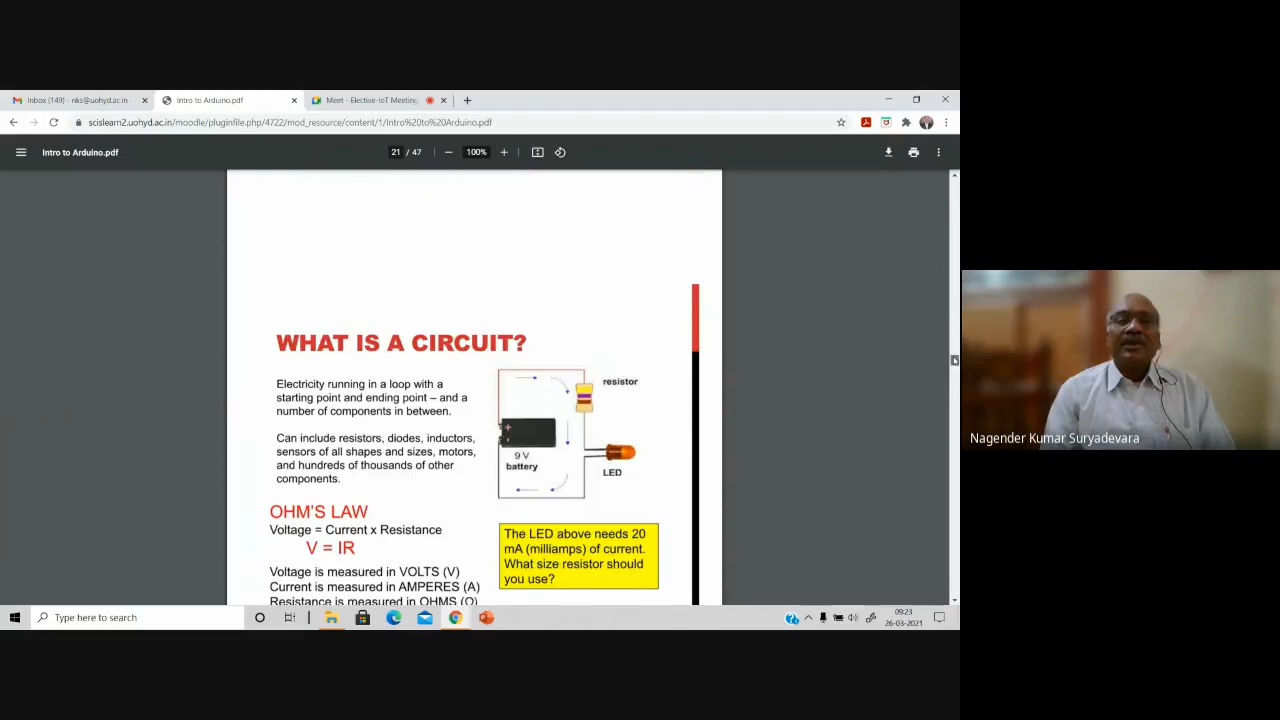 Inbox (149) - nks@uohyd.ac.in
Intro to Arduino.pdf
Meet - Elective-IoT Meeting
scislearn2.uohyd.ac.in/moodle/pluginfile.php/4722/mod_resource/content/1/Intro%20to%20Arduino.pdf
Intro to Arduino.pdf
21 / 47
100%
WHAT IS A CIRCUIT?
Electricity running in a loop with a
starting point and ending point – and a
number of components in between.
Can include resistors, diodes, inductors,
sensors of all shapes and sizes, motors,
and hundreds of thousands of other
components.
resistor
+
-
9 V
battery
LED
OHM'S LAW
Voltage = Current x Resistance
V = IR
Voltage is measured in VOLTS (V)
Current is measured in AMPERES (A)
Resistance is measured in OHMS (Ω)
The LED above needs 20
mA (milliamps) of current.
What size resistor should
you use?
Nagender Kumar Suryadevara
Type here to search
09:23
26-03-2021